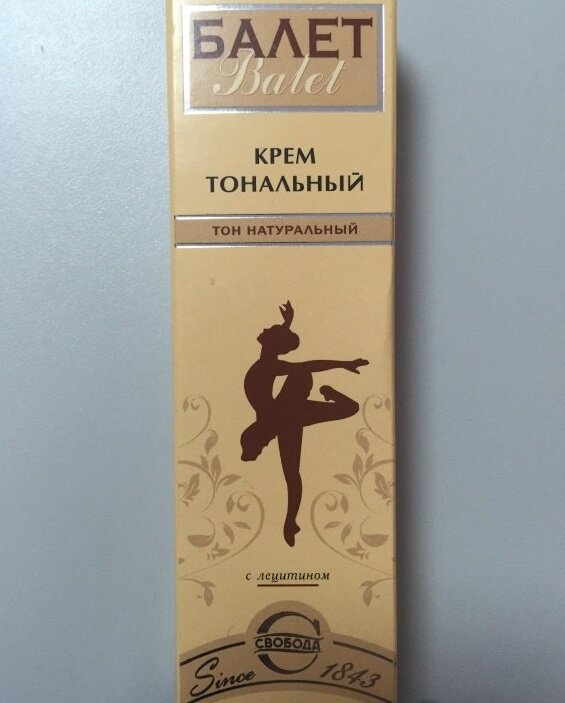 БАЛЕТ
Balet
КРЕМ
ТОНАЛЬНЫЙ
ТОН НАТУРАЛЬНЫЙ
с лецитином
СВОБОДА
Since 1843